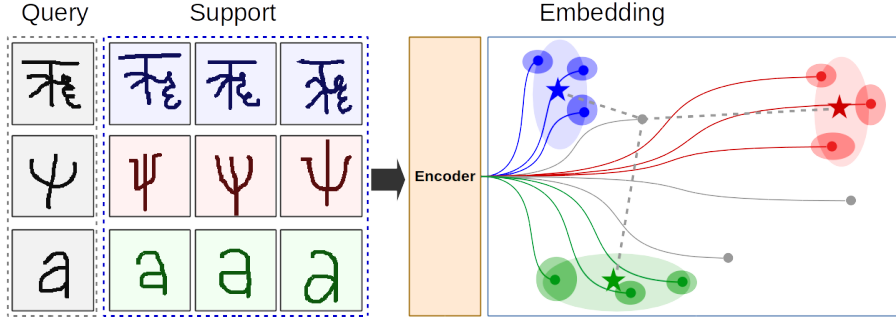 Query Support Embedding
ψ ψ ψ ψ
Encoder
a a a a